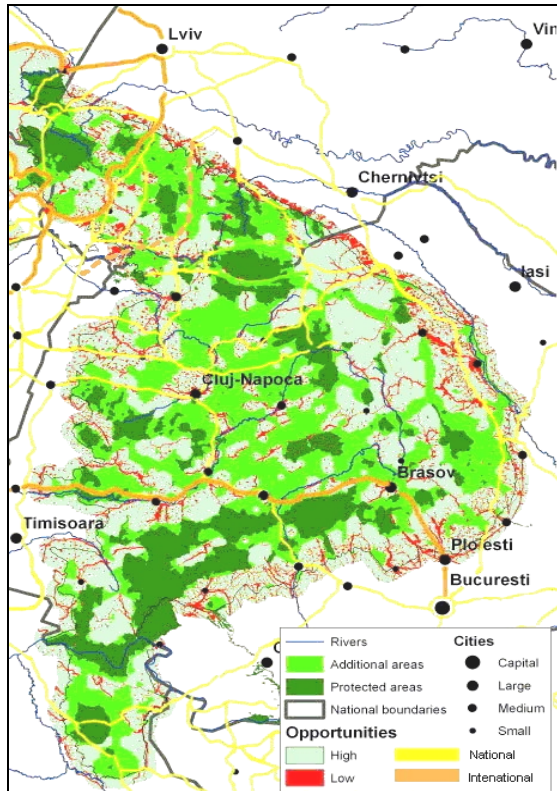 Lviv
Vin
Chernivtsi
Iasi
Cluj-Napoca
Brasov
Timisoara
Ploiesti
Bucuresti
C
Rivers
Additional areas
Protected areas
National boundaries
Opportunities
High
Low
Cities
Capital
Large
Medium
Small
National
Intenational